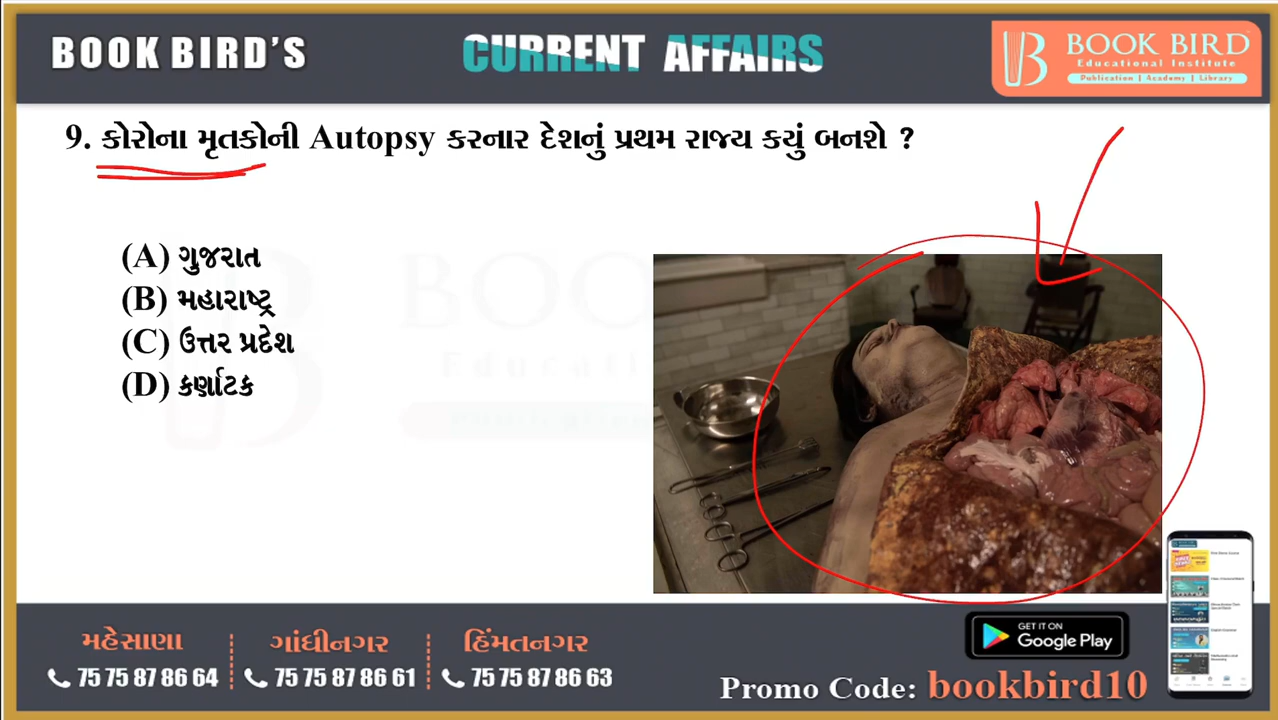 BOOK BIRD'S
CURRENT AFFAIRS
BOOK BIRD
Educational Institute
Publication | Academy | Library
9. કોરોના મૃતકોની Autopsy કરનાર દેશનું પ્રથમ રાજ્ય કયું બનશે ?
(A) ગુજરાત
(B) મહારાષ્ટ્ર
(C) ઉત્તર પ્રદેશ
(D) કર્ણાટક
મહેસાણા
75 75 87 86 64
ગાંધીનગર
75 75 87 86 61
હિંમતનગર
75 75 87 86 63
GET IT ON
Google Play
Promo Code: bookbird10